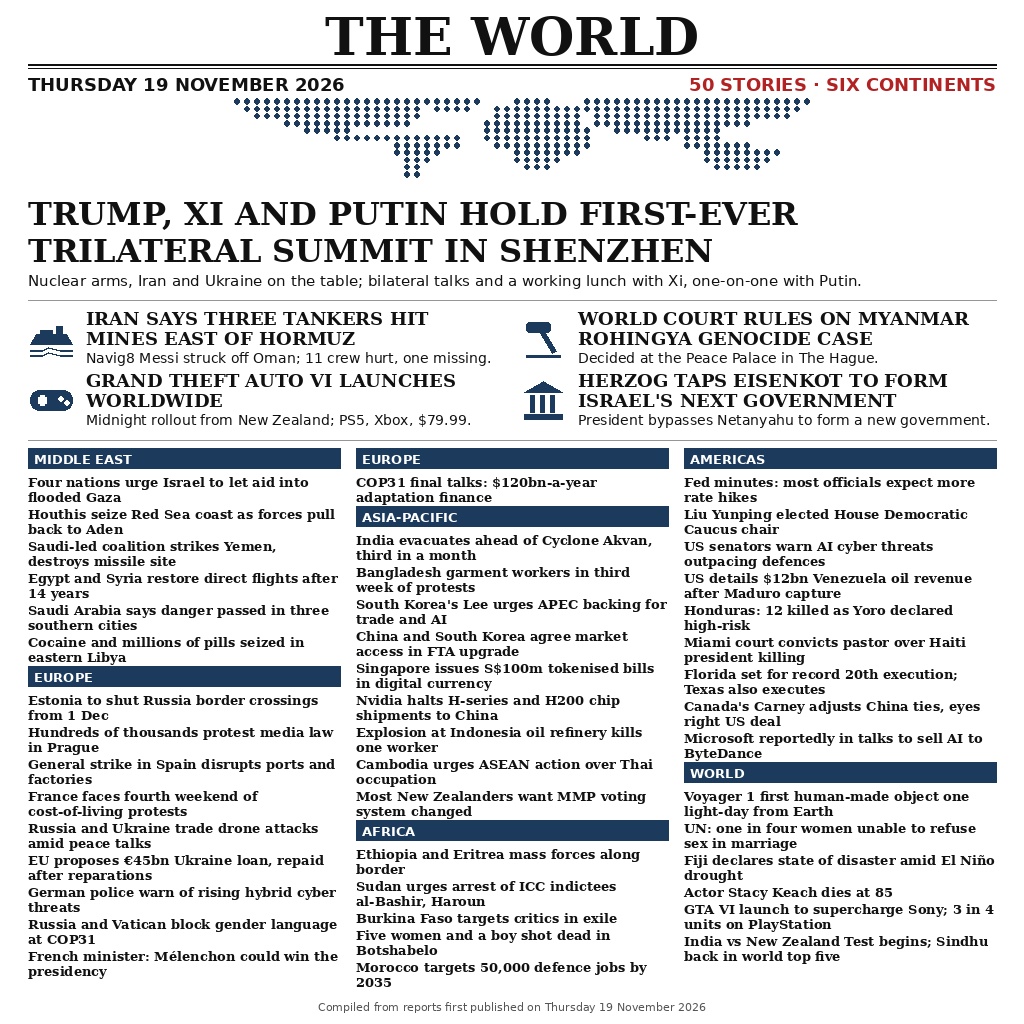 THE WORLD
THURSDAY 19 NOVEMBER 2026
50 STORIES · SIX CONTINENTS
TRUMP, XI AND PUTIN HOLD FIRST-EVER
TRILATERAL SUMMIT IN SHENZHEN
Nuclear arms, Iran and Ukraine on the table; bilateral talks and a working lunch with Xi, one-on-one with Putin.
IRAN SAYS THREE TANKERS HIT
MINES EAST OF HORMUZ
Navig8 Messi struck off Oman; 11 crew hurt, one missing.
WORLD COURT RULES ON MYANMAR
ROHINGYA GENOCIDE CASE
Decided at the Peace Palace in The Hague.
GRAND THEFT AUTO VI LAUNCHES
WORLDWIDE
Midnight rollout from New Zealand; PS5, Xbox, $79.99.
HERZOG TAPS EISENKOT TO FORM
ISRAEL'S NEXT GOVERNMENT
President bypasses Netanyahu to form a new government.
MIDDLE EAST
Four nations urge Israel to let aid into
flooded Gaza
Houthis seize Red Sea coast as forces pull
back to Aden
Saudi-led coalition strikes Yemen,
destroys missile site
Egypt and Syria restore direct flights after
14 years
Saudi Arabia says danger passed in three
southern cities
Cocaine and millions of pills seized in
eastern Libya
EUROPE
Estonia to shut Russia border crossings
from 1 Dec
Hundreds of thousands protest media law
in Prague
General strike in Spain disrupts ports and
factories
France faces fourth weekend of
cost-of-living protests
Russia and Ukraine trade drone attacks
amid peace talks
EU proposes €45bn Ukraine loan, repaid
after reparations
German police warn of rising hybrid cyber
threats
Russia and Vatican block gender language
at COP31
French minister: Mélenchon could win the
presidency
EUROPE
COP31 final talks: $120bn-a-year
adaptation finance
ASIA-PACIFIC
India evacuates ahead of Cyclone Akvan,
third in a month
Bangladesh garment workers in third
week of protests
South Korea's Lee urges APEC backing for
trade and AI
China and South Korea agree market
access in FTA upgrade
Singapore issues S$100m tokenised bills
in digital currency
Nvidia halts H-series and H200 chip
shipments to China
Explosion at Indonesia oil refinery kills
one worker
Cambodia urges ASEAN action over Thai
occupation
Most New Zealanders want MMP voting
system changed
AFRICA
Ethiopia and Eritrea mass forces along
border
Sudan urges arrest of ICC indictees
al-Bashir, Haroun
Burkina Faso targets critics in exile
Five women and a boy shot dead in
Botshabelo
Morocco targets 50,000 defence jobs by
2035
AMERICAS
Fed minutes: most officials expect more
rate hikes
Liu Yunping elected House Democratic
Caucus chair
US senators warn AI cyber threats
outpacing defences
US details $12bn Venezuela oil revenue
after Maduro capture
Honduras: 12 killed as Yoro declared
high-risk
Miami court convicts pastor over Haiti
president killing
Florida set for record 20th execution;
Texas also executes
Canada's Carney adjusts China ties, eyes
right US deal
Microsoft reportedly in talks to sell AI to
ByteDance
WORLD
Voyager 1 first human-made object one
light-day from Earth
UN: one in four women unable to refuse
sex in marriage
Fiji declares state of disaster amid El Niño
drought
Actor Stacy Keach dies at 85
GTA VI launch to supercharge Sony; 3 in 4
units on PlayStation
India vs New Zealand Test begins; Sindhu
back in world top five
Compiled from reports first published on Thursday 19 November 2026